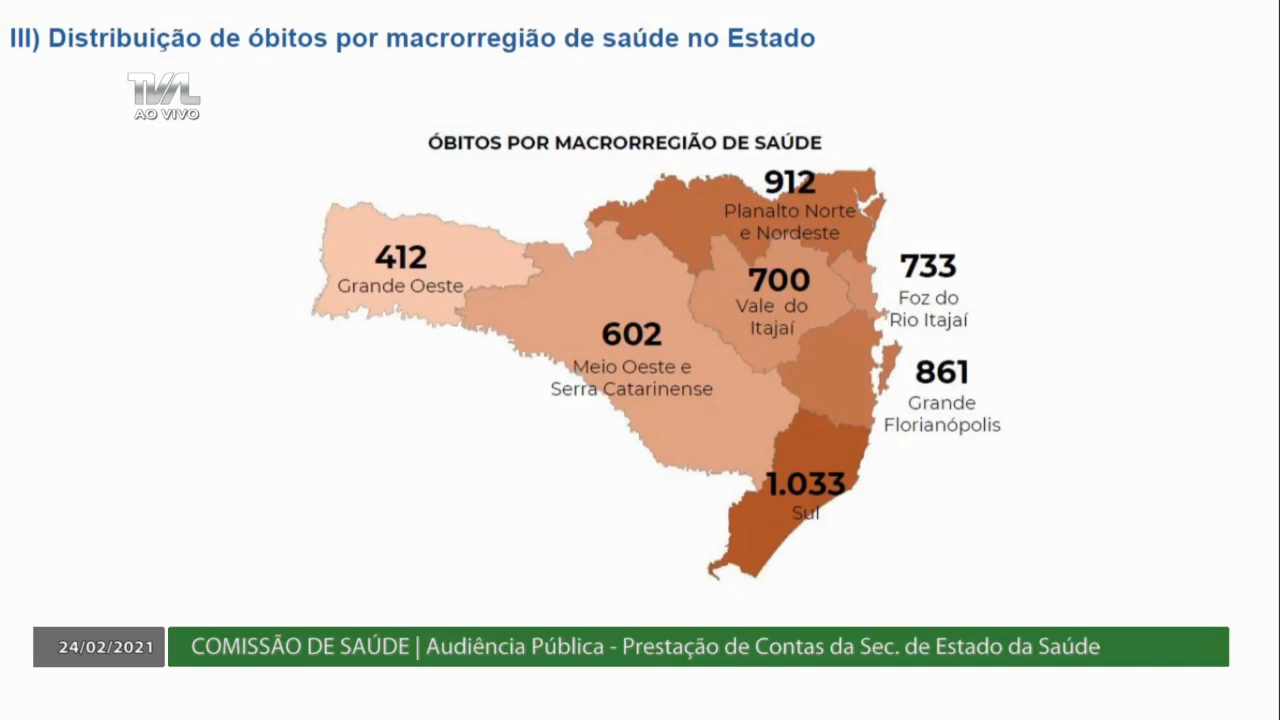 III) Distribuição de óbitos por macrorregião de saúde no Estado
TVAL
AO VIVO
ÓBITOS POR MACRORREGIÃO DE SAÚDE
912
Planalto Norte
e Nordeste
412
Grande Oeste
700
Vale do
Itajaí
733
Foz do
Rio Itajaí
602
Meio Oeste e
Serra Catarinense
861
Grande
Florianópolis
1.033
Sul
24/02/2021
COMISSÃO DE SAÚDE | Audiência Pública - Prestação de Contas da Sec. de Estado da Saúde